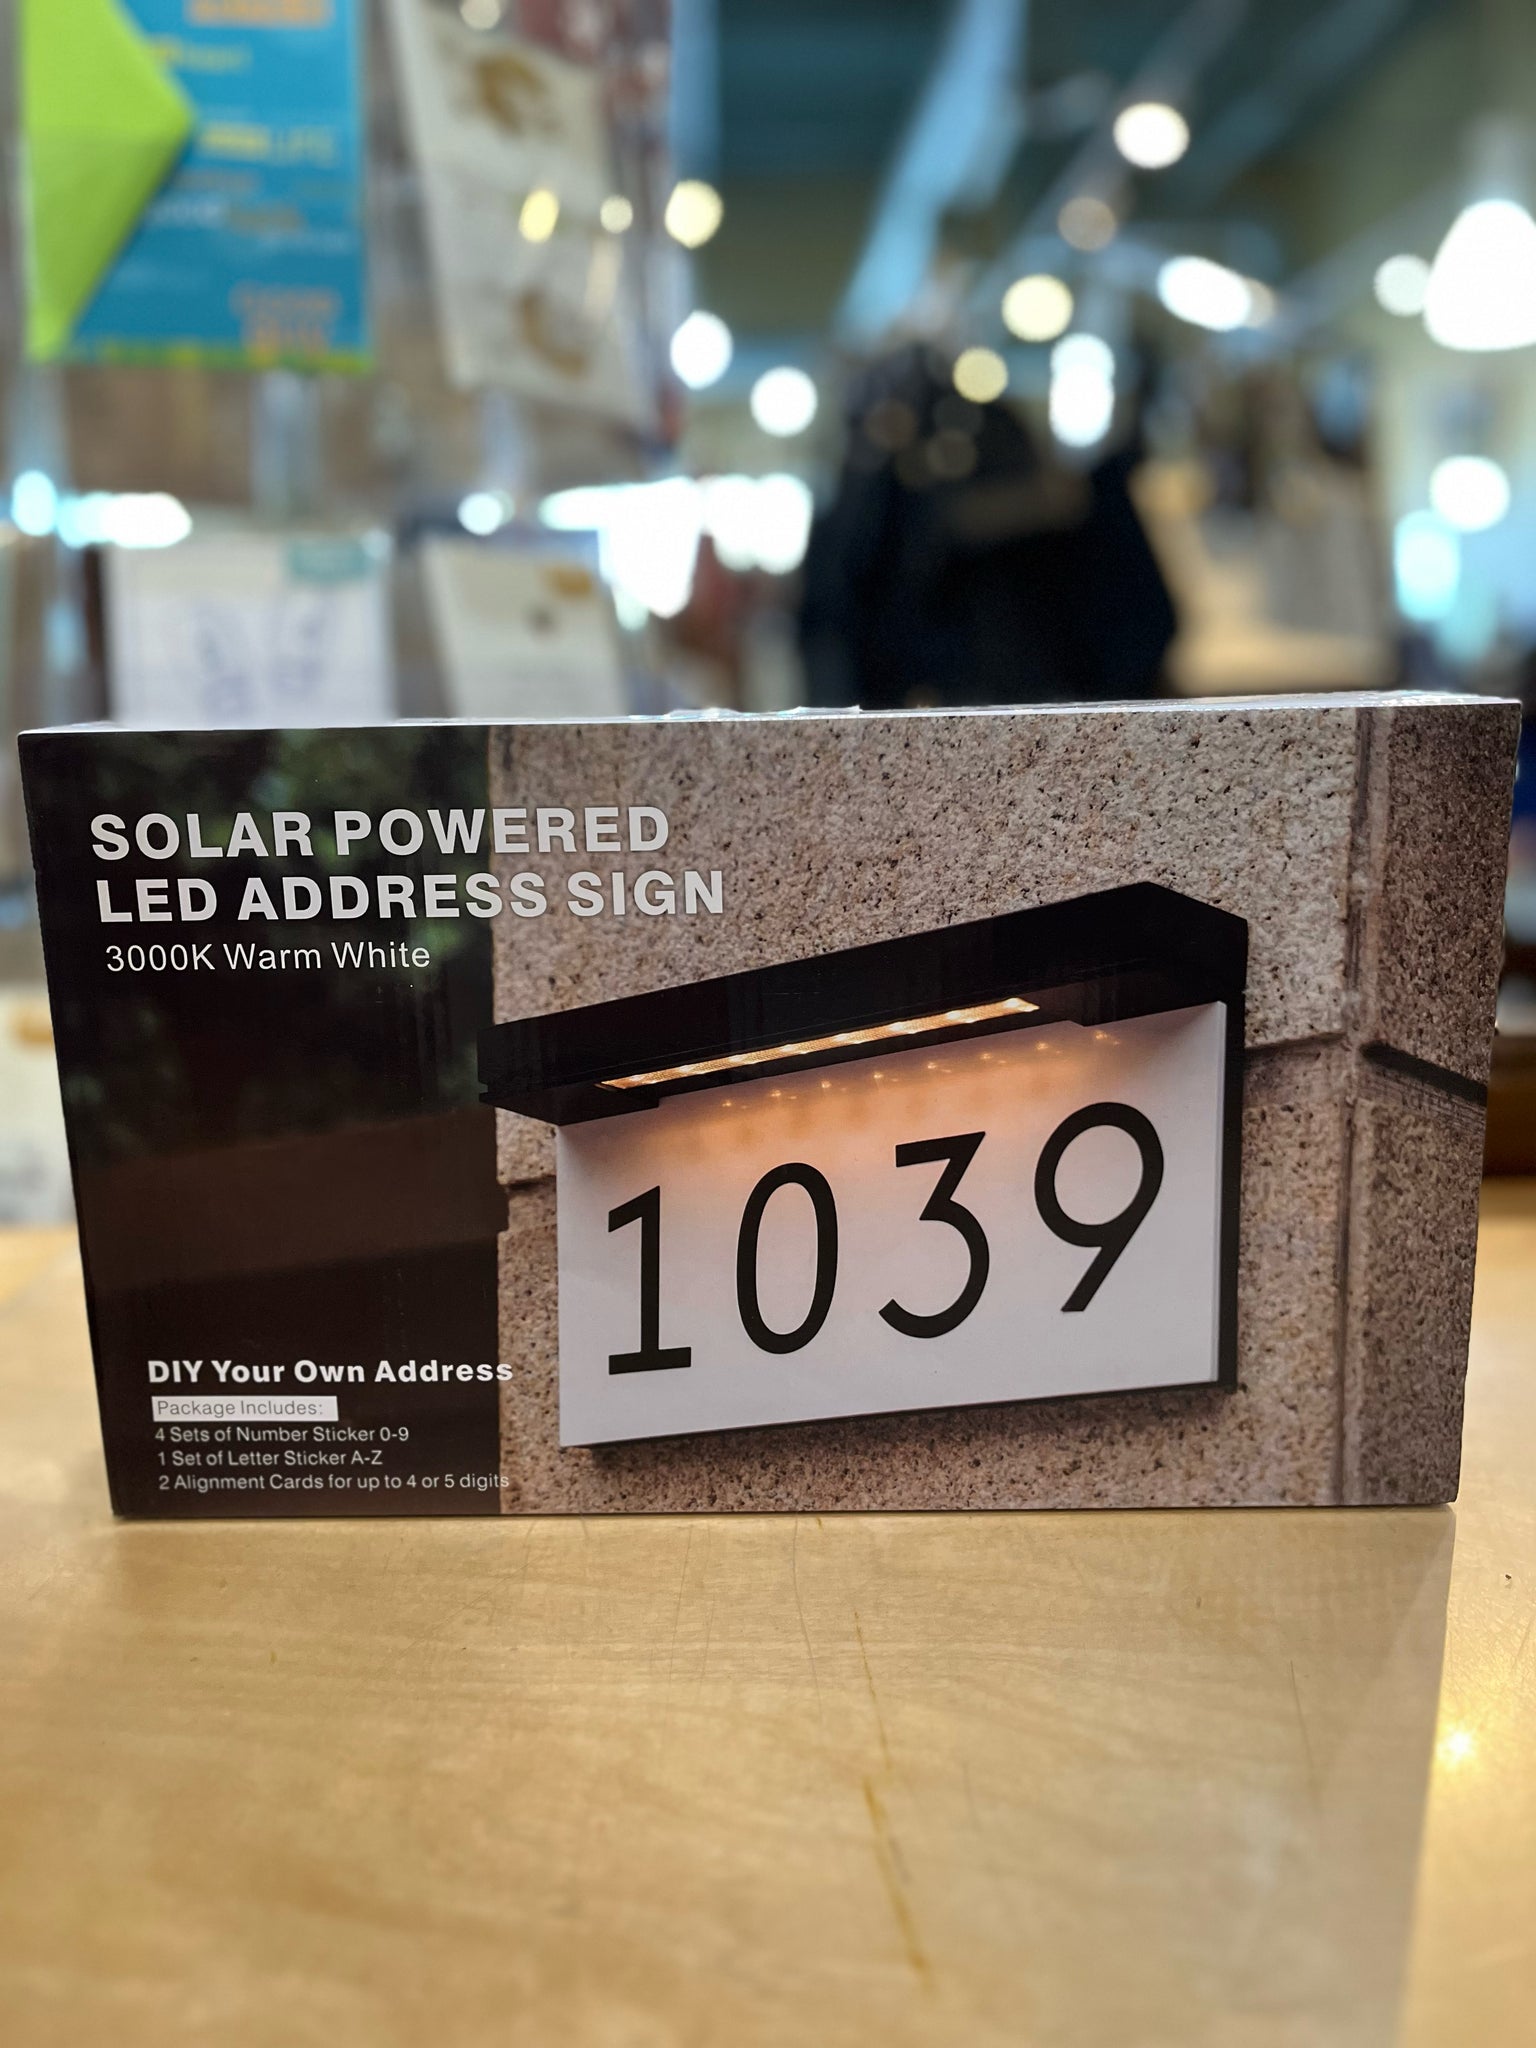 SOLAR POWERED
LED ADDRESS SIGN
3000K Warm White
1039
DIY Your Own Address
Package Includes:
4 Sets of Number Sticker 0-9
1 Set of Letter Sticker A-Z
2 Alignment Cards for up to 4 or 5 digits